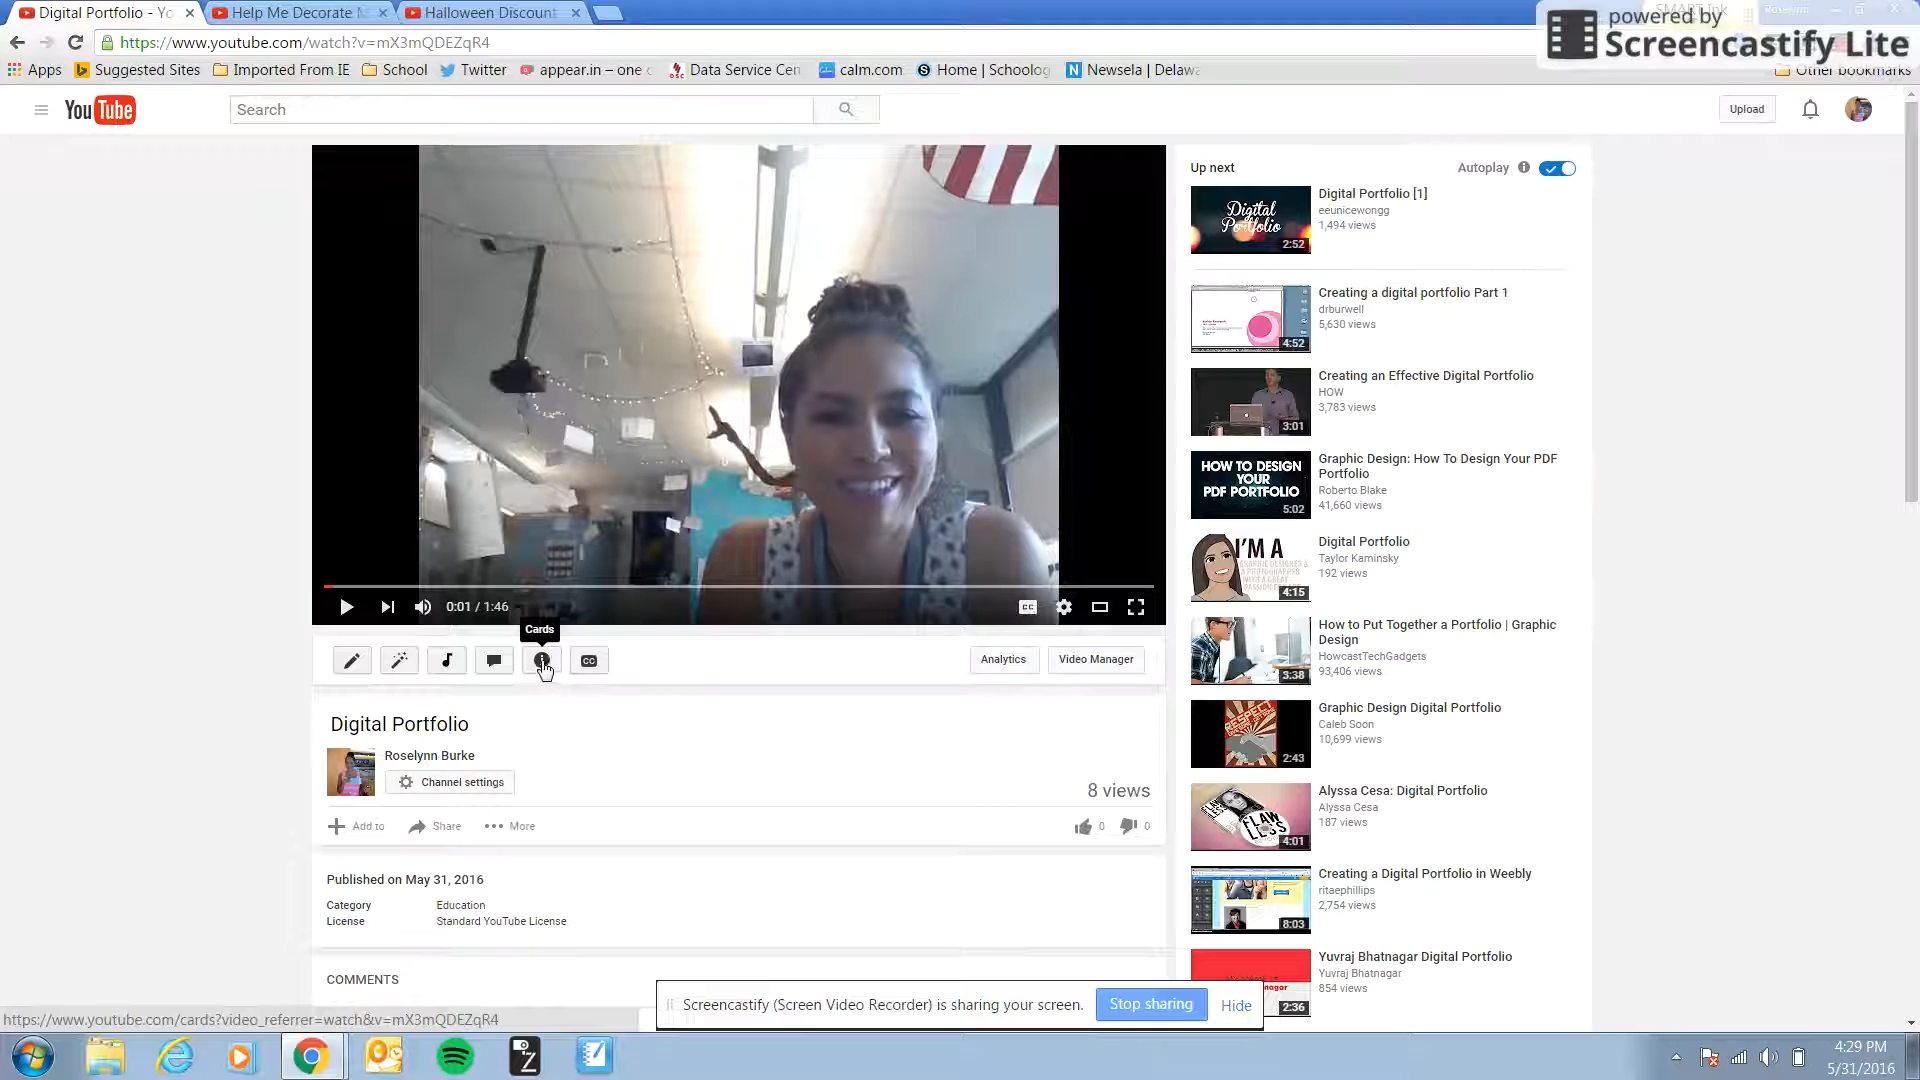 Digital Portfolio - Yo
Help Me Decorate M
Halloween Discount
SMART Ink
Roselynn
powered by
Screencastify Lite
https://www.youtube.com/watch?v=mX3mQDEZqR4
Apps
Suggested Sites
Imported From IE
School
Twitter
appear.in – one c
Data Service Cen
calm.com
Home | Schoolog
Newsela | Delaw
Other bookmarks
YouTube
Search
Upload
Up next
Autoplay
Digital
Portfolio
2:52
Digital Portfolio [1]
eeunicewongg
1,494 views
4:52
Creating a digital portfolio Part 1
drburwell
5,630 views
3:01
Creating an Effective Digital Portfolio
HOW
3,783 views
HOW TO DESIGN
YOUR
PDF PORTFOLIO
5:02
Graphic Design: How To Design Your PDF
Portfolio
Roberto Blake
41,660 views
I'M A
4:15
Digital Portfolio
Taylor Kaminsky
192 views
3:38
How to Put Together a Portfolio | Graphic
Design
HowcastTechGadgets
93,406 views
RESPECT
2:43
Graphic Design Digital Portfolio
Caleb Soon
10,699 views
FLAW
LESS
4:01
Alyssa Cesa: Digital Portfolio
Alyssa Cesa
187 views
8:03
Creating a Digital Portfolio in Weebly
ritaephillips
2,754 views
2:36
Yuvraj Bhatnagar Digital Portfolio
Yuvraj Bhatnagar
854 views
0:01 / 1:46
CC
Cards
CC
Analytics
Video Manager
Digital Portfolio
Roselynn Burke
Channel settings
8 views
Add to
Share
More
0
0
Published on May 31, 2016
Category Education
License Standard YouTube License
COMMENTS
Screencastify (Screen Video Recorder) is sharing your screen.
Stop sharing
Hide
https://www.youtube.com/cards?video_referrer=watch&v=mX3mQDEZqR4
4:29 PM
5/31/2016